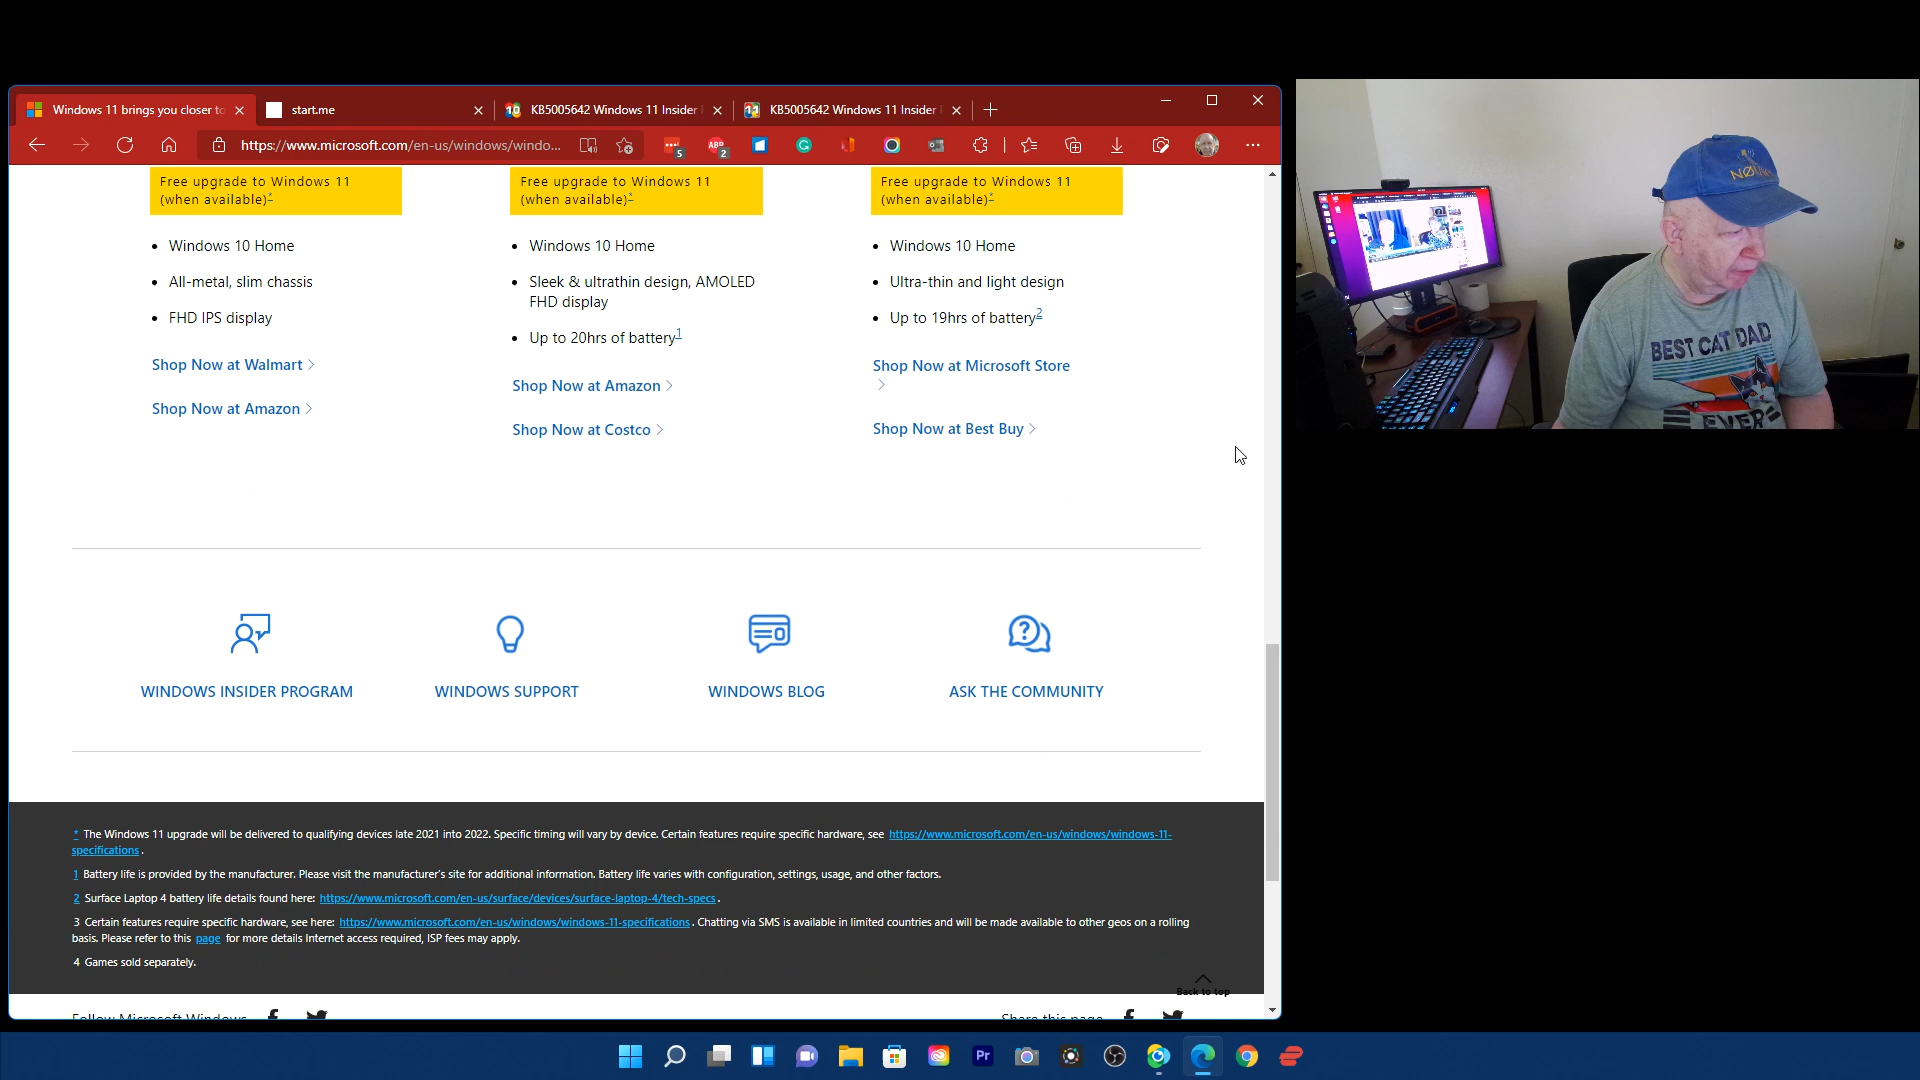 Windows 11 brings you closer to
start.me
KB5005642 Windows 11 Insider
KB5005642 Windows 11 Insider
https://www.microsoft.com/en-us/windows/windo...
5
ABP
2
Free upgrade to Windows 11
(when available)*
Windows 10 Home
All-metal, slim chassis
FHD IPS display
Shop Now at Walmart
Shop Now at Amazon
Free upgrade to Windows 11
(when available)*
Windows 10 Home
Sleek & ultrathin design, AMOLED
FHD display
Up to 20hrs of battery1
Shop Now at Amazon
Shop Now at Costco
Free upgrade to Windows 11
(when available)*
Windows 10 Home
Ultra-thin and light design
Up to 19hrs of battery2
Shop Now at Microsoft Store
Shop Now at Best Buy
WINDOWS INSIDER PROGRAM
WINDOWS SUPPORT
WINDOWS BLOG
ASK THE COMMUNITY
* The Windows 11 upgrade will be delivered to qualifying devices late 2021 into 2022. Specific timing will vary by device. Certain features require specific hardware, see https://www.microsoft.com/en-us/windows/windows-11-
specifications.
1 Battery life is provided by the manufacturer. Please visit the manufacturer's site for additional information. Battery life varies with configuration, settings, usage, and other factors.
2 Surface Laptop 4 battery life details found here: https://www.microsoft.com/en-us/surface/devices/surface-laptop-4/tech-specs.
3 Certain features require specific hardware, see here: https://www.microsoft.com/en-us/windows/windows-11-specifications. Chatting via SMS is available in limited countries and will be made available to other geos on a rolling
basis. Please refer to this page for more details Internet access required, ISP fees may apply.
4 Games sold separately.
Back to top
Follow Microsoft Windows
Share this page
Pr
BEST CAT DAD
EVER